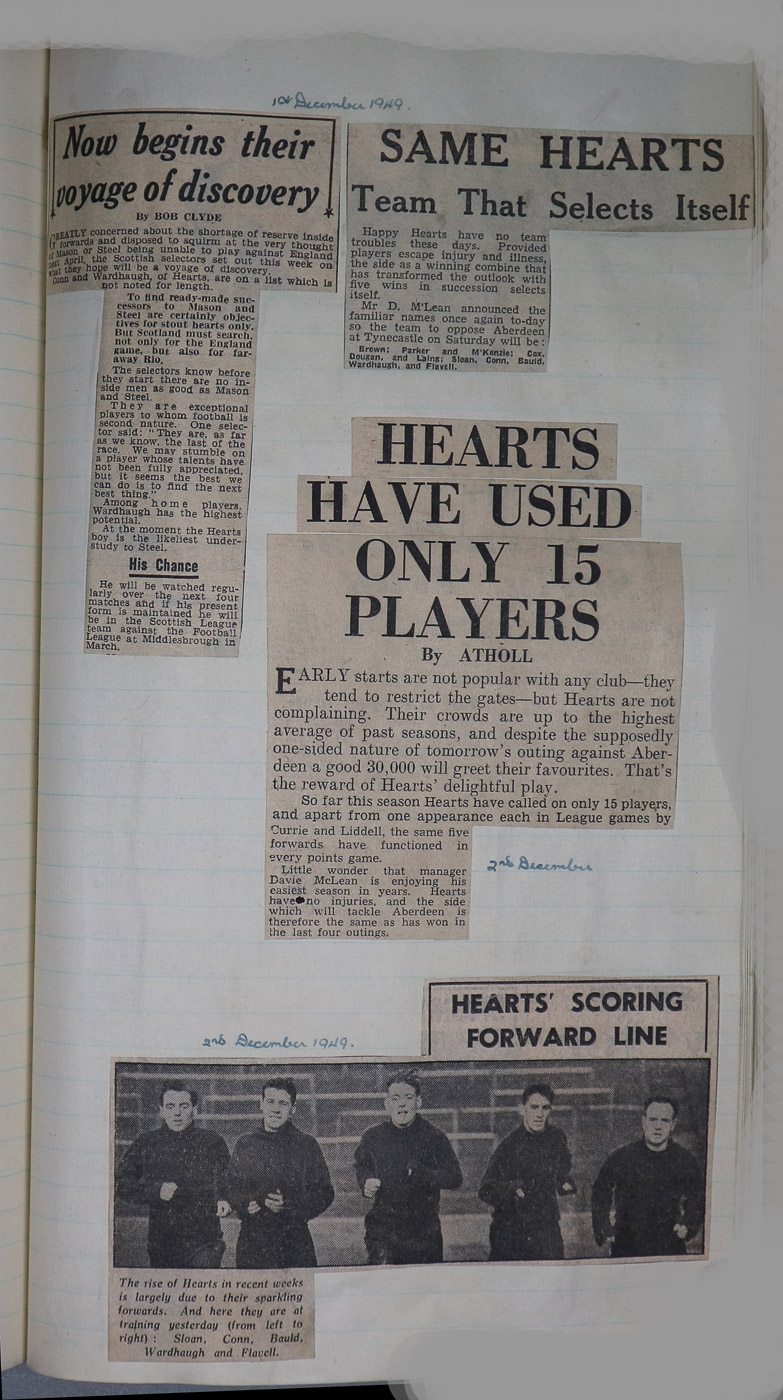 1st December 1949.
Now begins their
voyage of discovery
By BOB CLYDE
GREATLY concerned about the shortage of reserve inside
forwards and disposed to squirm at the very thought
of Mason or Steel being unable to play against England
next April, the Scottish selectors set out this week on
what they hope will be a voyage of discovery.
Conn and Wardhaugh, of Hearts, are on a list which is
not noted for length.
To find ready-made suc-
cessors to Mason and
Steel are certainly objec-
tives for stout hearts only.
But Scotland must search,
not only for the England
game, but also for far-
away Rio.
The selectors know before
they start there are no in-
side men as good as Mason
and Steel.
They are exceptional
players to whom football is
second nature. One selec-
tor said: "They are, as far
as we know, the last of the
race. We may stumble on
a player whose talents have
not been fully appreciated,
but it seems the best we
can do is to find the next
best thing."
Among home players,
Wardhaugh has the highest
potential.
At the moment the Hearts
boy is the likeliest under-
study to Steel.
His Chance
He will be watched regu-
larly over the next four
matches and if his present
form is maintained he will
be in the Scottish League
team against the Football
League at Middlesbrough in
March.
SAME HEARTS
Team That Selects Itself
Happy Hearts have no team
troubles these days. Provided
players escape injury and illness,
the side as a winning combine that
has transformed the outlook with
five wins in succession selects
itself.
Mr D. M'Lean announced the
familiar names once again to-day
so the team to oppose Aberdeen
at Tynecastle on Saturday will be:
Brown; Parker and M'Kenzie; Cox,
Dougan, and Laing; Sloan, Conn, Bauld,
Wardhaugh, and Flavell.
HEARTS
HAVE USED
ONLY 15
PLAYERS
By ATHOLL
EARLY starts are not popular with any club—they
tend to restrict the gates—but Hearts are not
complaining. Their crowds are up to the highest
average of past seasons, and despite the supposedly
one-sided nature of tomorrow's outing against Aber-
deen a good 30,000 will greet their favourites. That's
the reward of Hearts' delightful play.
So far this season Hearts have called on only 15 players,
and apart from one appearance each in League games by
Currie and Liddell, the same five
forwards have functioned in
every points game.
Little wonder that manager
Davie McLean is enjoying his
easiest season in years. Hearts
have no injuries, and the side
which will tackle Aberdeen is
therefore the same as has won in
the last four outings.
2nd December
HEARTS' SCORING
FORWARD LINE
2nd December 1949.
The rise of Hearts in recent weeks
is largely due to their sparkling
forwards. And here they are at
training yesterday (from left to
right) : Sloan, Conn, Bauld,
Wardhaugh and Flavell.